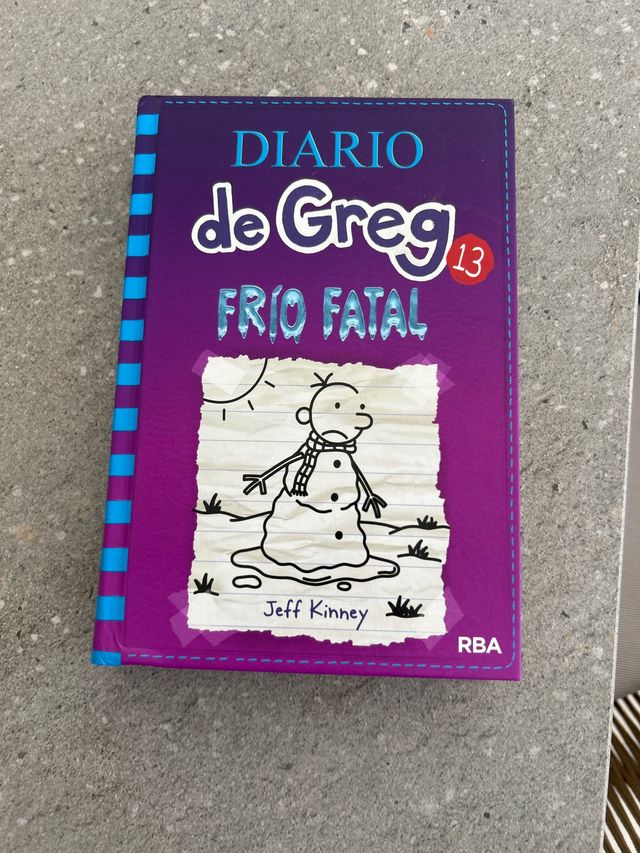 DIARIO
de Greg
13
FRÍO FATAL
Jeff Kinney
RBA